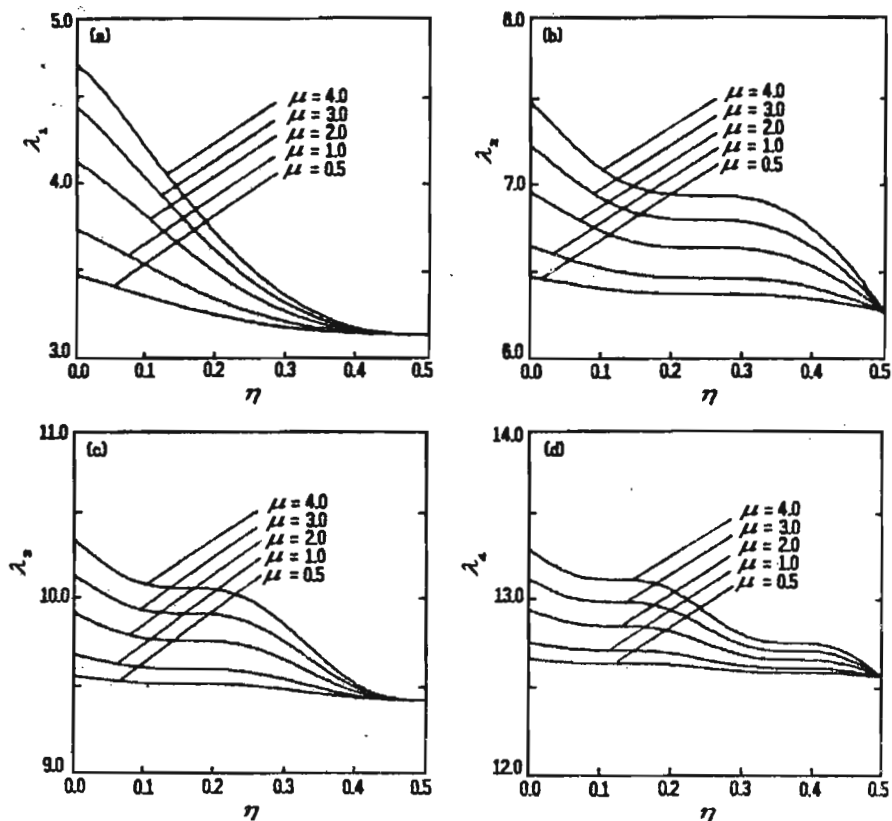 5.0
(a)
μ = 4.0
μ = 3.0
μ = 2.0
μ = 1.0
μ = 0.5
λ₁
4.0
3.0
0.0 0.1 0.2 0.3 0.4 0.5
η
8.0
(b)
μ = 4.0
μ = 3.0
μ = 2.0
μ = 1.0
μ = 0.5
λ₂
7.0
6.0
0.0 0.1 0.2 0.3 0.4 0.5
η
11.0
(c)
μ = 4.0
μ = 3.0
μ = 2.0
μ = 1.0
μ = 0.5
λ₃
10.0
9.0
0.0 0.1 0.2 0.3 0.4 0.5
η
14.0
(d)
μ = 4.0
μ = 3.0
μ = 2.0
μ = 1.0
μ = 0.5
λ₄
13.0
12.0
0.0 0.1 0.2 0.3 0.4 0.5
η